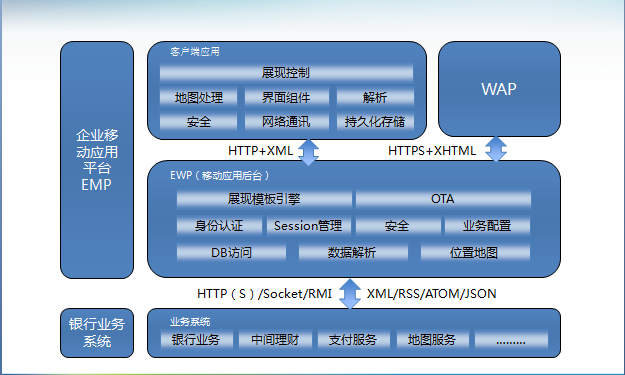 客户端应用
展现控制
地图处理 界面组件 解析
安全 网络通讯 持久化存储
WAP
企业移
动应用
平台
EMP
HTTP+XML HTTPS+XHTML
EWP（移动应用后台）
展现模板引擎 OTA
身份认证 Session管理 安全 业务配置
DB访问 数据解析 位置地图
HTTP（S）/Socket/RMI XML/RSS/ATOM/JSON
银行业务
系统
业务系统
银行业务 中间理财 支付服务 地图服务 .........